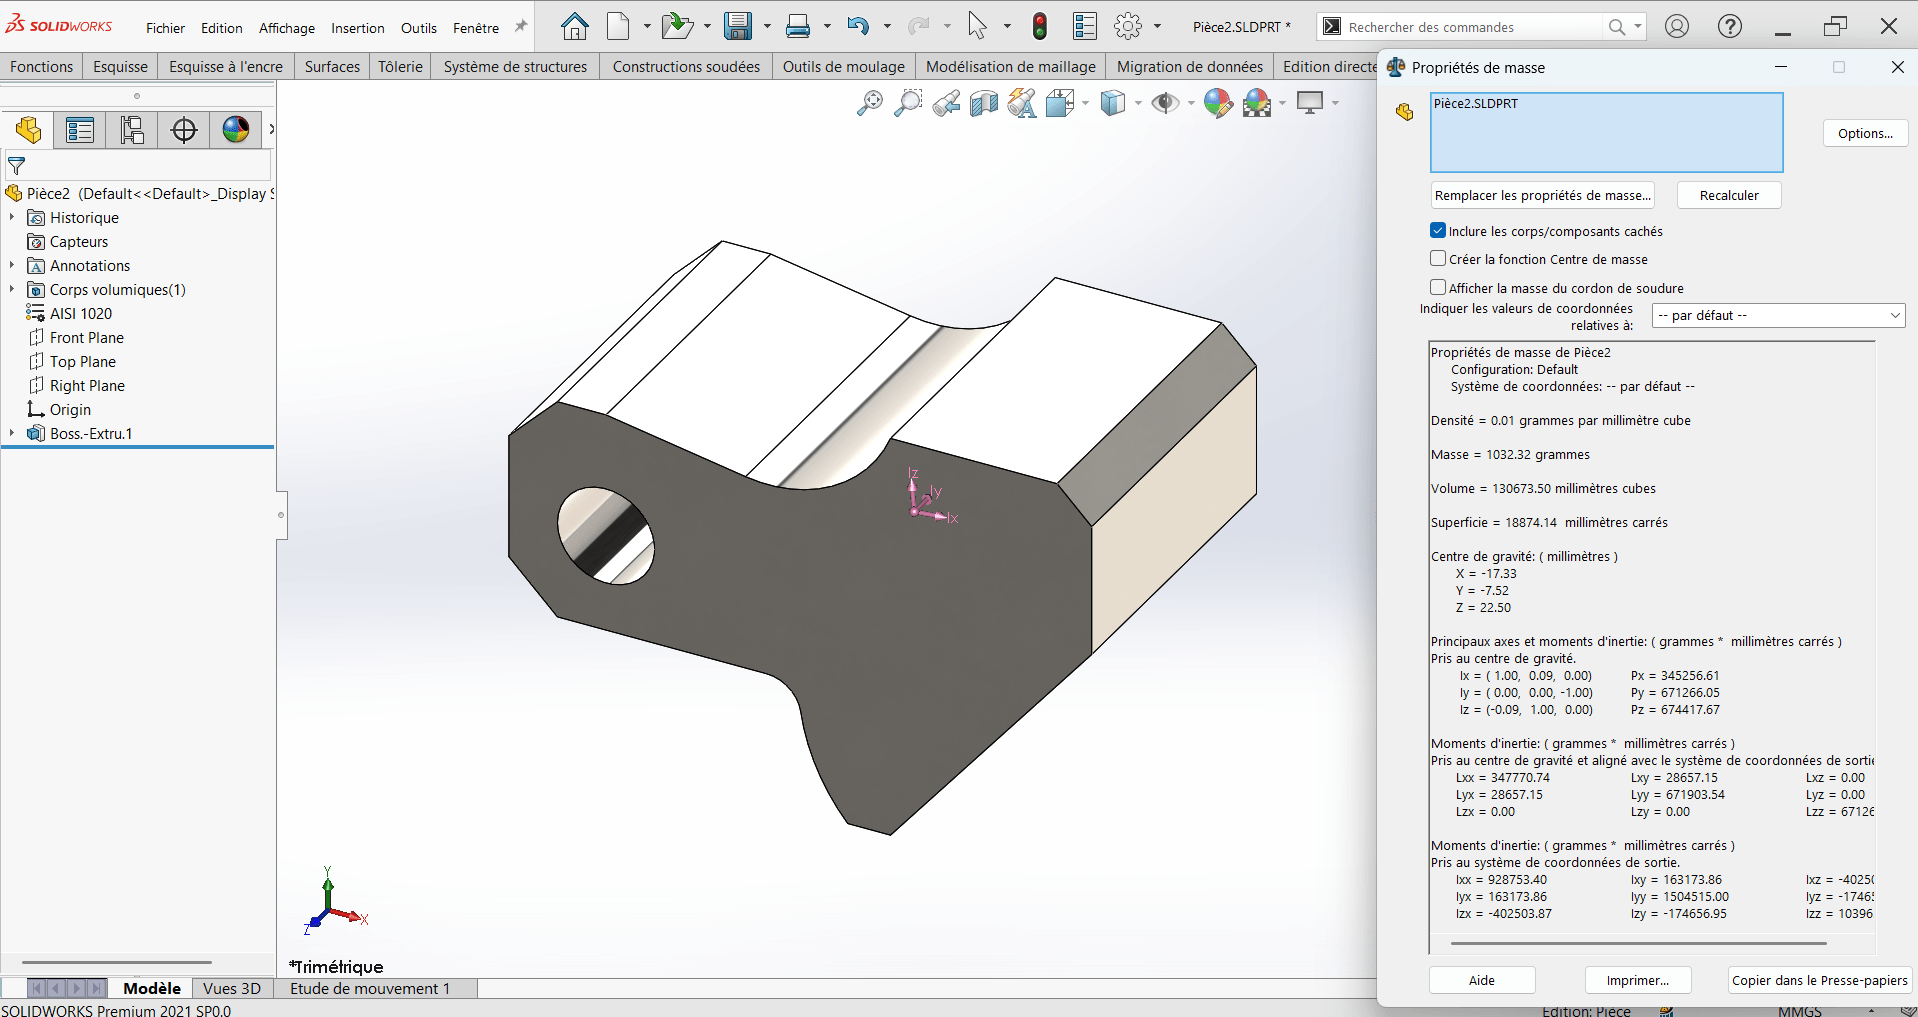 SOLIDWORKS Fichier Edition Affichage Insertion Outils Fenêtre Pièce2.SLDPRT * Rechercher des commandes
Fonctions Esquisse Esquisse à l'encre Surfaces Tôlerie Système de structures Constructions soudées Outils de moulage Modélisation de maillage Migration de données Edition directe
Pièce2 (Default<<Default>_Display S
Historique
Capteurs
Annotations
Corps volumiques(1)
AISI 1020
Front Plane
Top Plane
Right Plane
Origin
Boss.-Extru.1
Iz
Iy
Ix
Y
X
Z
*Trimétrique
Modèle Vues 3D Etude de mouvement 1
SOLIDWORKS Premium 2021 SP0.0 Edition: Pièce MMGS
Propriétés de masse
Pièce2.SLDPRT
Options...
Remplacer les propriétés de masse... Recalculer
Inclure les corps/composants cachés
Créer la fonction Centre de masse
Afficher la masse du cordon de soudure
Indiquer les valeurs de coordonnées
relatives à: -- par défaut --
Propriétés de masse de Pièce2
Configuration: Default
Système de coordonnées: -- par défaut --
Densité = 0.01 grammes par millimètre cube
Masse = 1032.32 grammes
Volume = 130673.50 millimètres cubes
Superficie = 18874.14 millimètres carrés
Centre de gravité: ( millimètres )
X = -17.33
Y = -7.52
Z = 22.50
Principaux axes et moments d'inertie: ( grammes * millimètres carrés )
Pris au centre de gravité.
Ix = ( 1.00, 0.09, 0.00) Px = 345256.61
Iy = ( 0.00, 0.00, -1.00) Py = 671266.05
Iz = (-0.09, 1.00, 0.00) Pz = 674417.67
Moments d'inertie: ( grammes * millimètres carrés )
Pris au centre de gravité et aligné avec le système de coordonnées de sortie
Lxx = 347770.74 Lxy = 28657.15 Lxz = 0.00
Lyx = 28657.15 Lyy = 671903.54 Lyz = 0.00
Lzx = 0.00 Lzy = 0.00 Lzz = 67126
Moments d'inertie: ( grammes * millimètres carrés )
Pris au système de coordonnées de sortie.
Ixx = 928753.40 Ixy = 163173.86 Ixz = -40250
Iyx = 163173.86 Iyy = 1504515.00 Iyz = -17465
Izx = -402503.87 Izy = -174656.95 Izz = 10396
Aide Imprimer... Copier dans le Presse-papiers